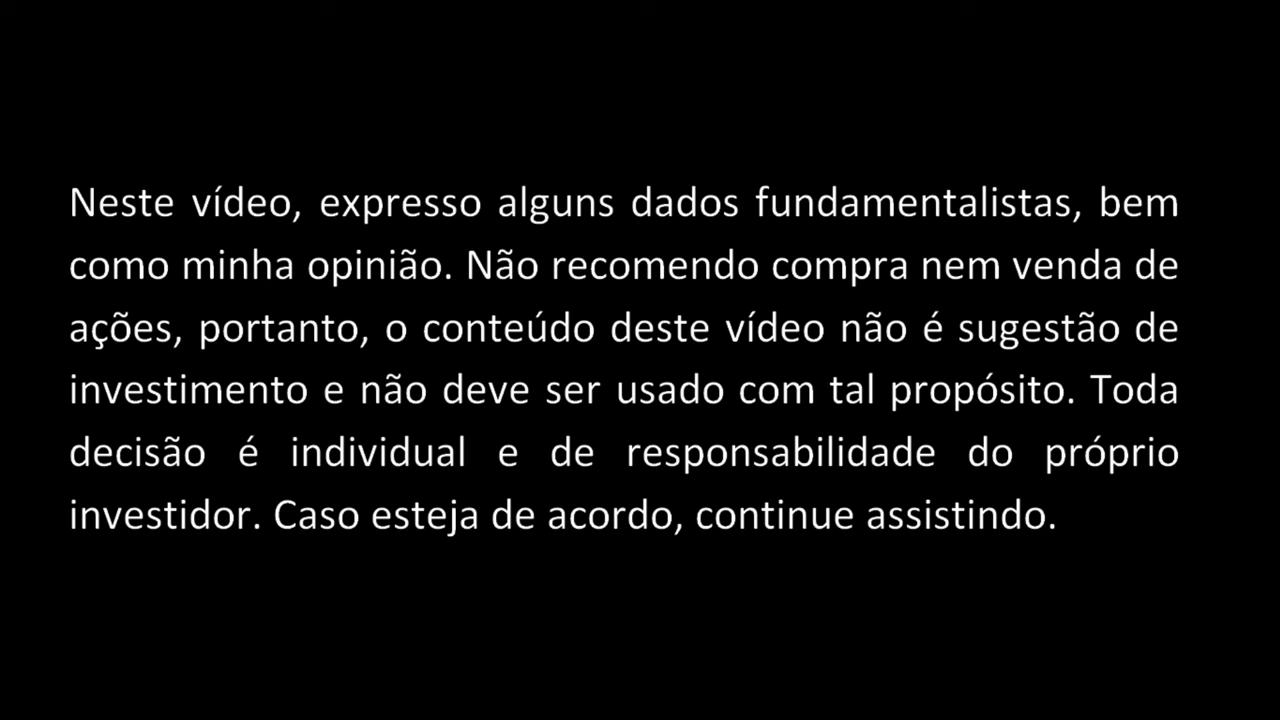 Neste vídeo, expresso alguns dados fundamentalistas, bem
como minha opinião. Não recomendo compra nem venda de
ações, portanto, o conteúdo deste vídeo não é sugestão de
investimento e não deve ser usado com tal propósito. Toda
decisão é individual e de responsabilidade do próprio
investidor. Caso esteja de acordo, continue assistindo.